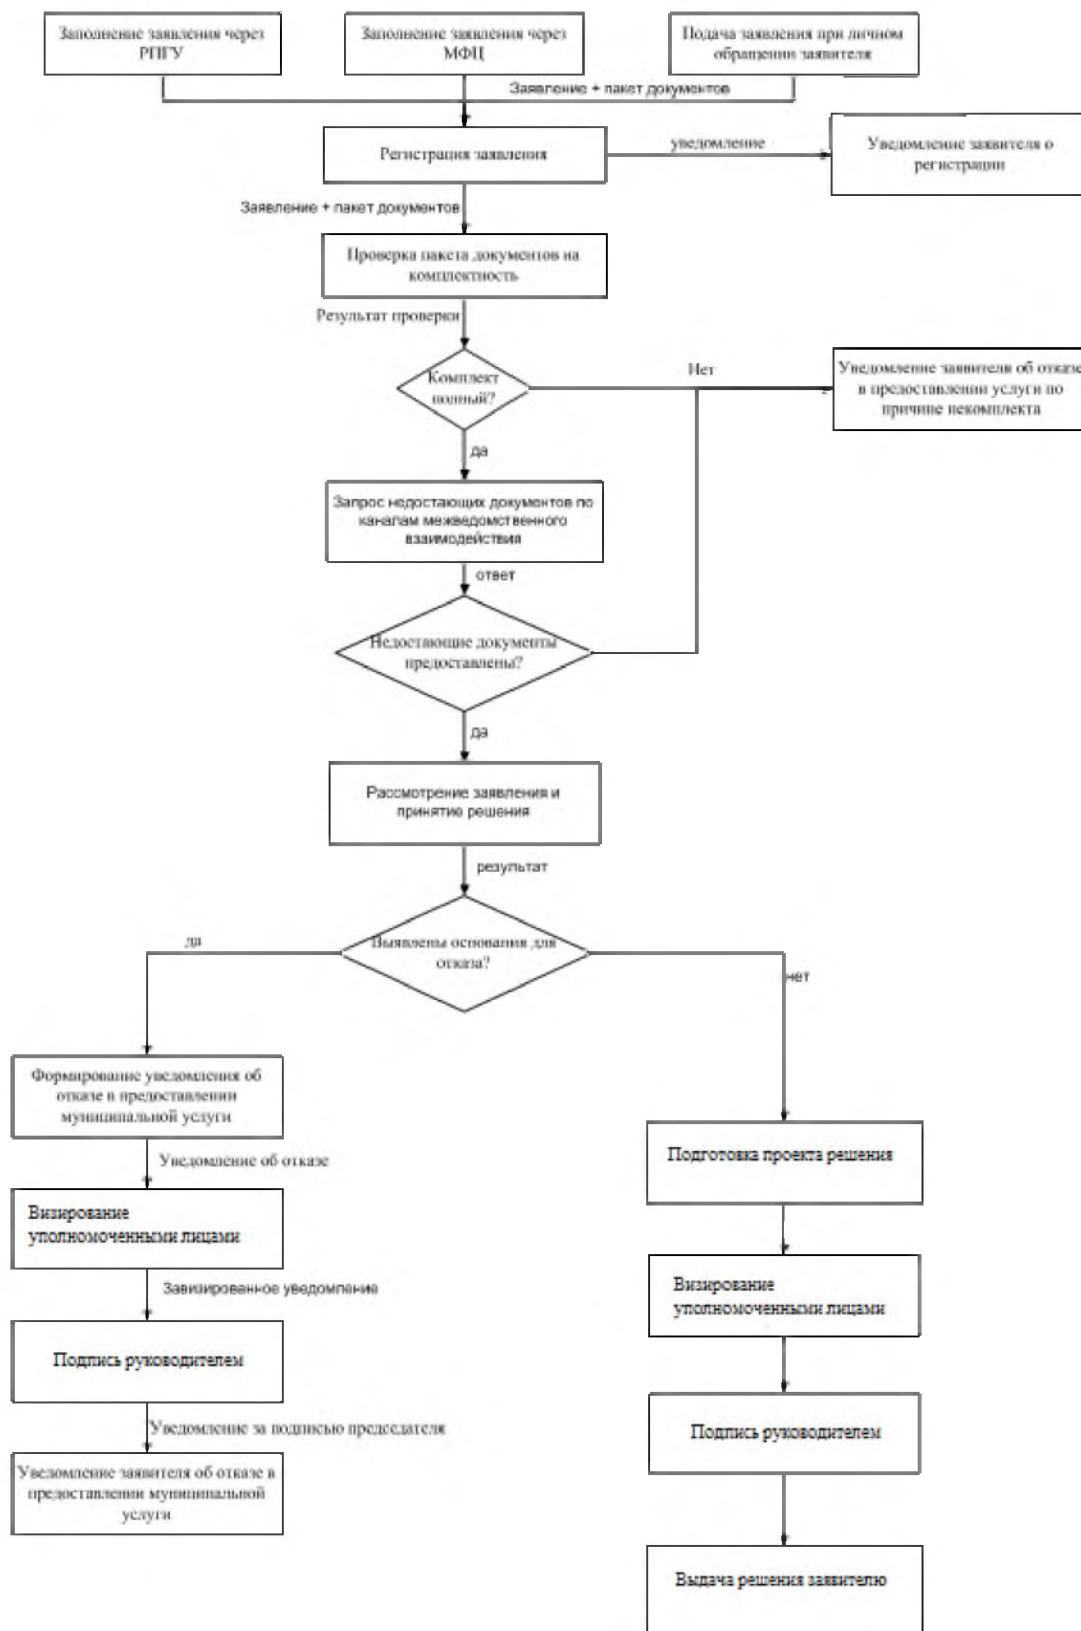 Заполнение заявления через
РПГУ
Заполнение заявления через
МФЦ
Подача заявления при личном
обращении заявителя
Заявление + пакет документов
Регистрация заявления
уведомление
Уведомление заявителя о
регистрации
Заявление + пакет документов
Проверка пакета документов на
комплектность
Результат проверки
Комплект
полный?
Нет
Уведомление заявителя об отказе
в предоставлении услуги по
причине некомплекта
да
Запрос недостающих документов по
каналам межведомственного
взаимодействия
ответ
Недостающие документы
предоставлены?
да
Рассмотрение заявления и
принятие решения
результат
Выявлены основания для
отказа?
да
нет
Формирование уведомления об
отказе в предоставлении
муниципальной услуги
Уведомление об отказе
Визирование
уполномоченными лицами
Завизированное уведомление
Подпись руководителем
Уведомление за подписью председателя
Уведомление заявителя об отказе в
предоставлении муниципальной
услуги
Подготовка проекта решения
Визирование
уполномоченными лицами
Подпись руководителем
Выдача решения заявителю